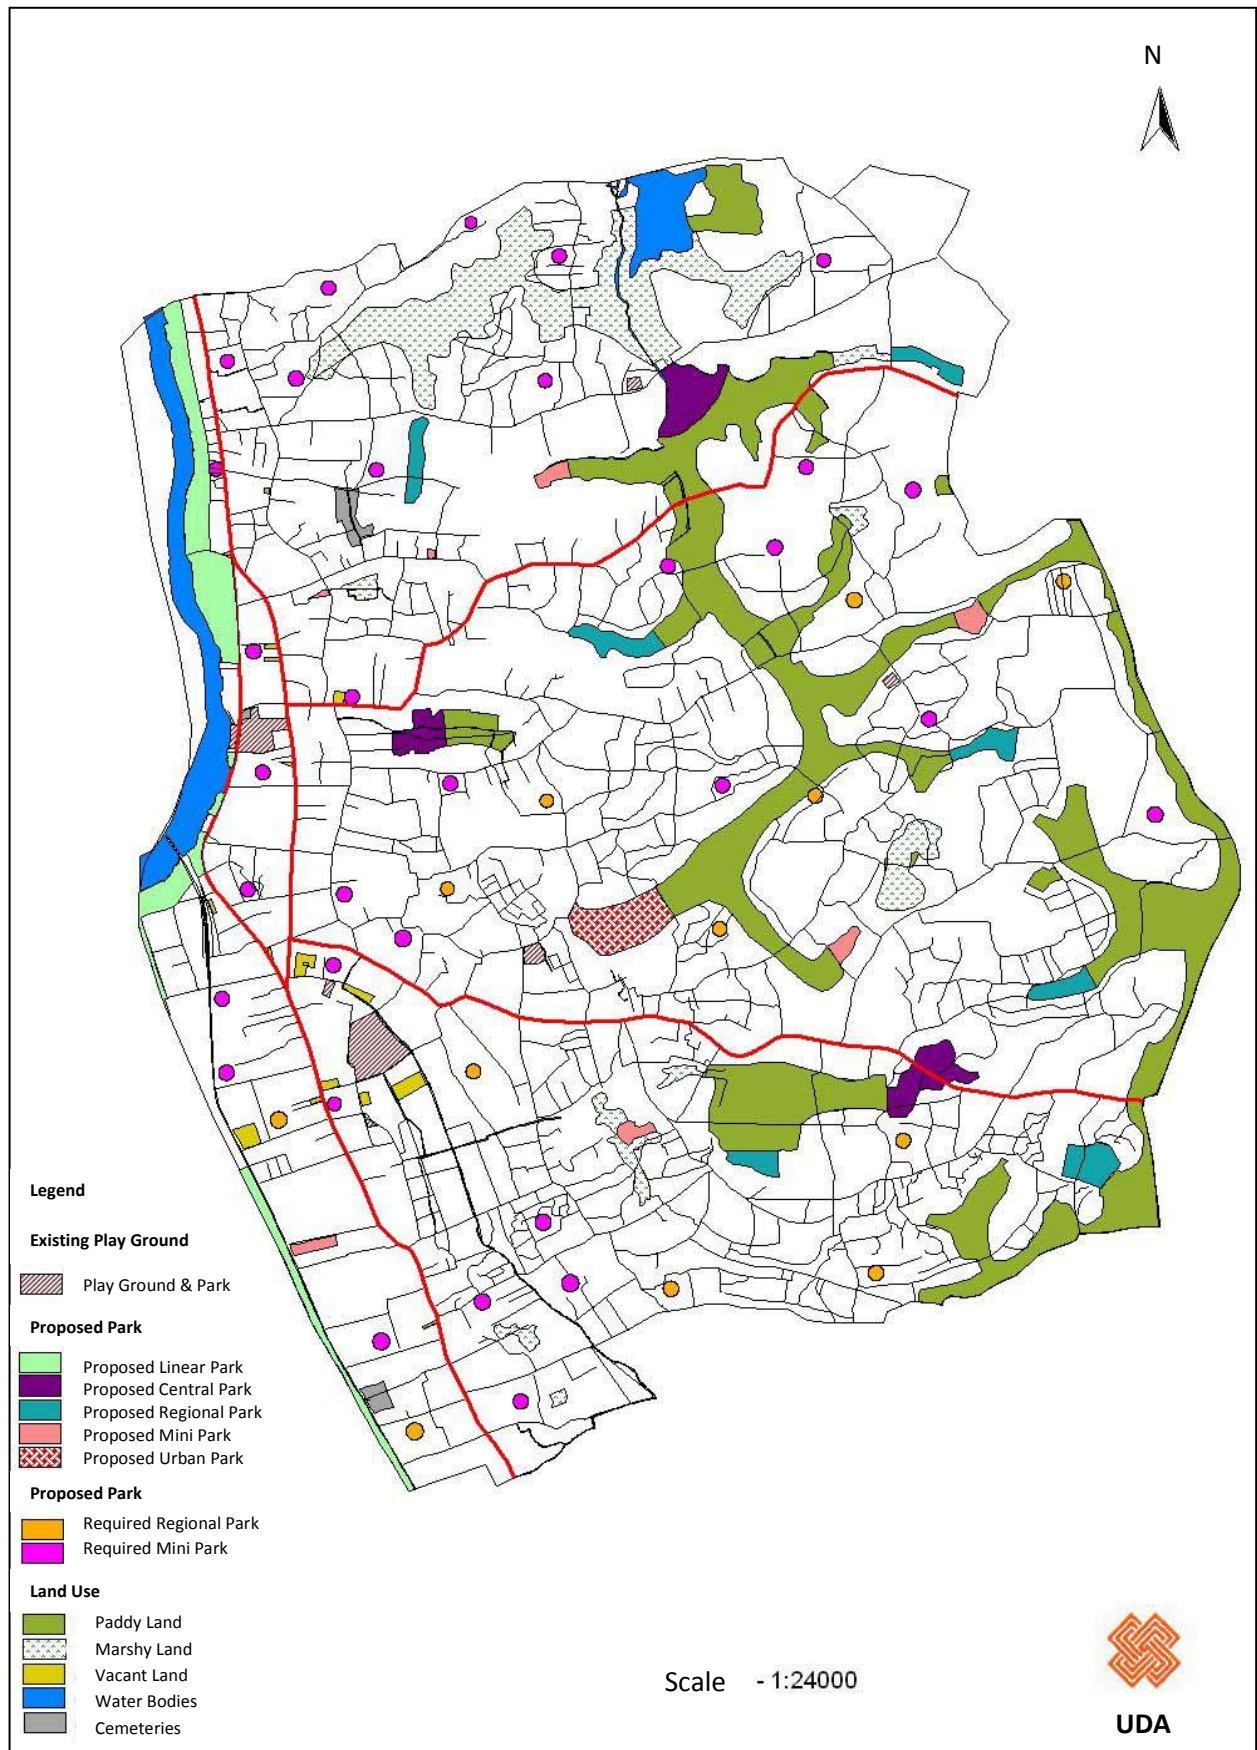 N
Legend
Existing Play Ground
Play Ground & Park
Proposed Park
Proposed Linear Park
Proposed Central Park
Proposed Regional Park
Proposed Mini Park
Proposed Urban Park
Proposed Park
Required Regional Park
Required Mini Park
Land Use
Paddy Land
Marshy Land
Vacant Land
Water Bodies
Cemeteries
Scale - 1:24000
UDA